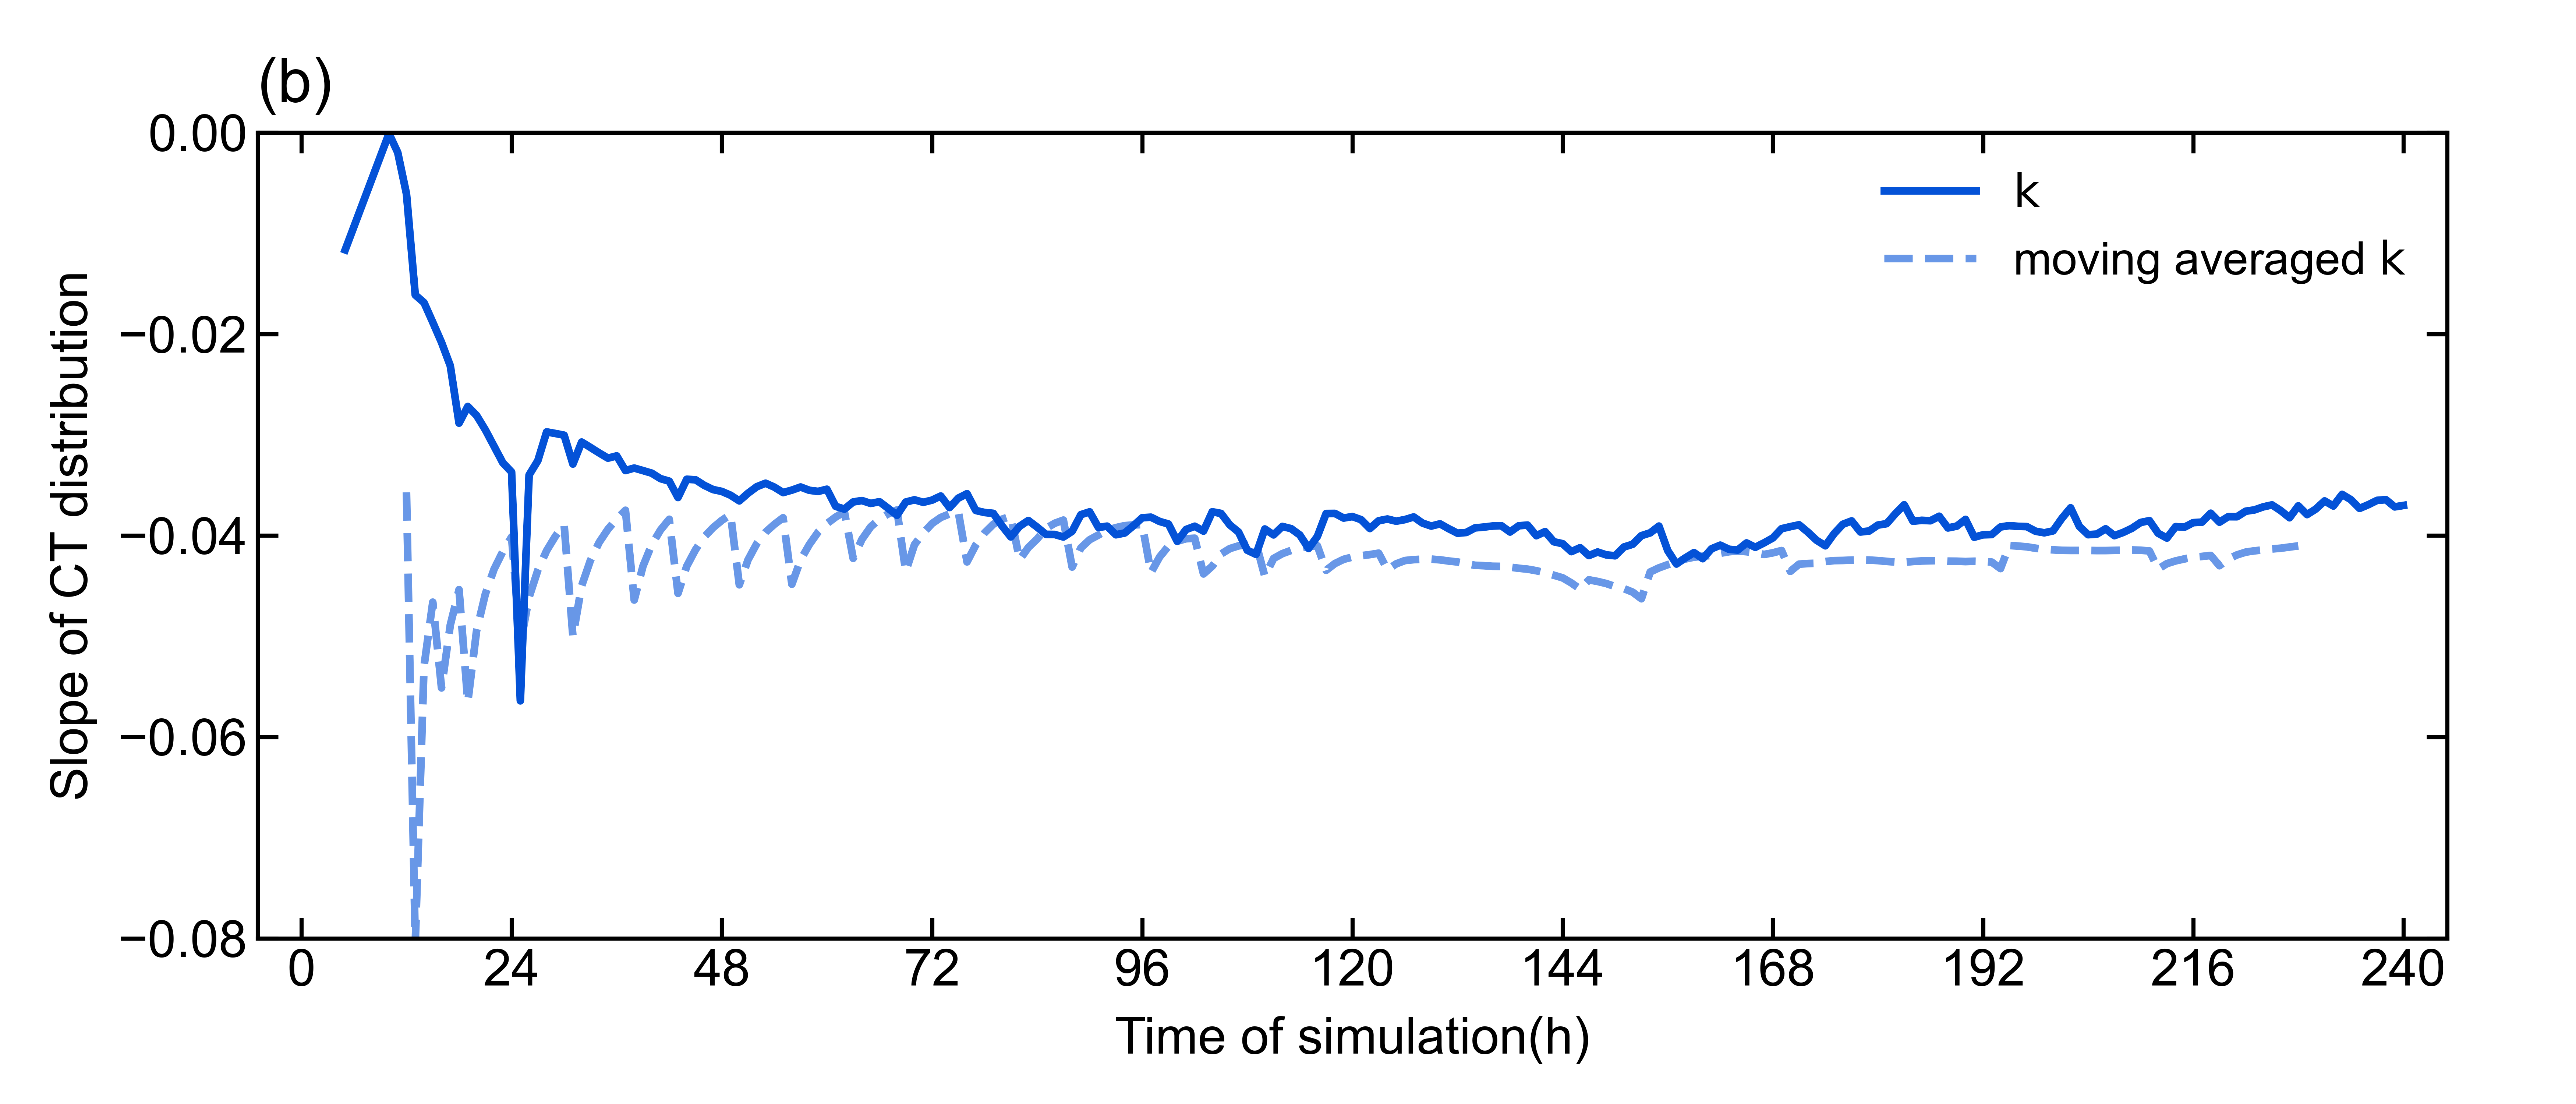 (b)
0.00
−0.02
−0.04
−0.06
−0.08
Slope of CT distribution
k
moving averaged k
0 24 48 72 96 120 144 168 192 216 240
Time of simulation(h)